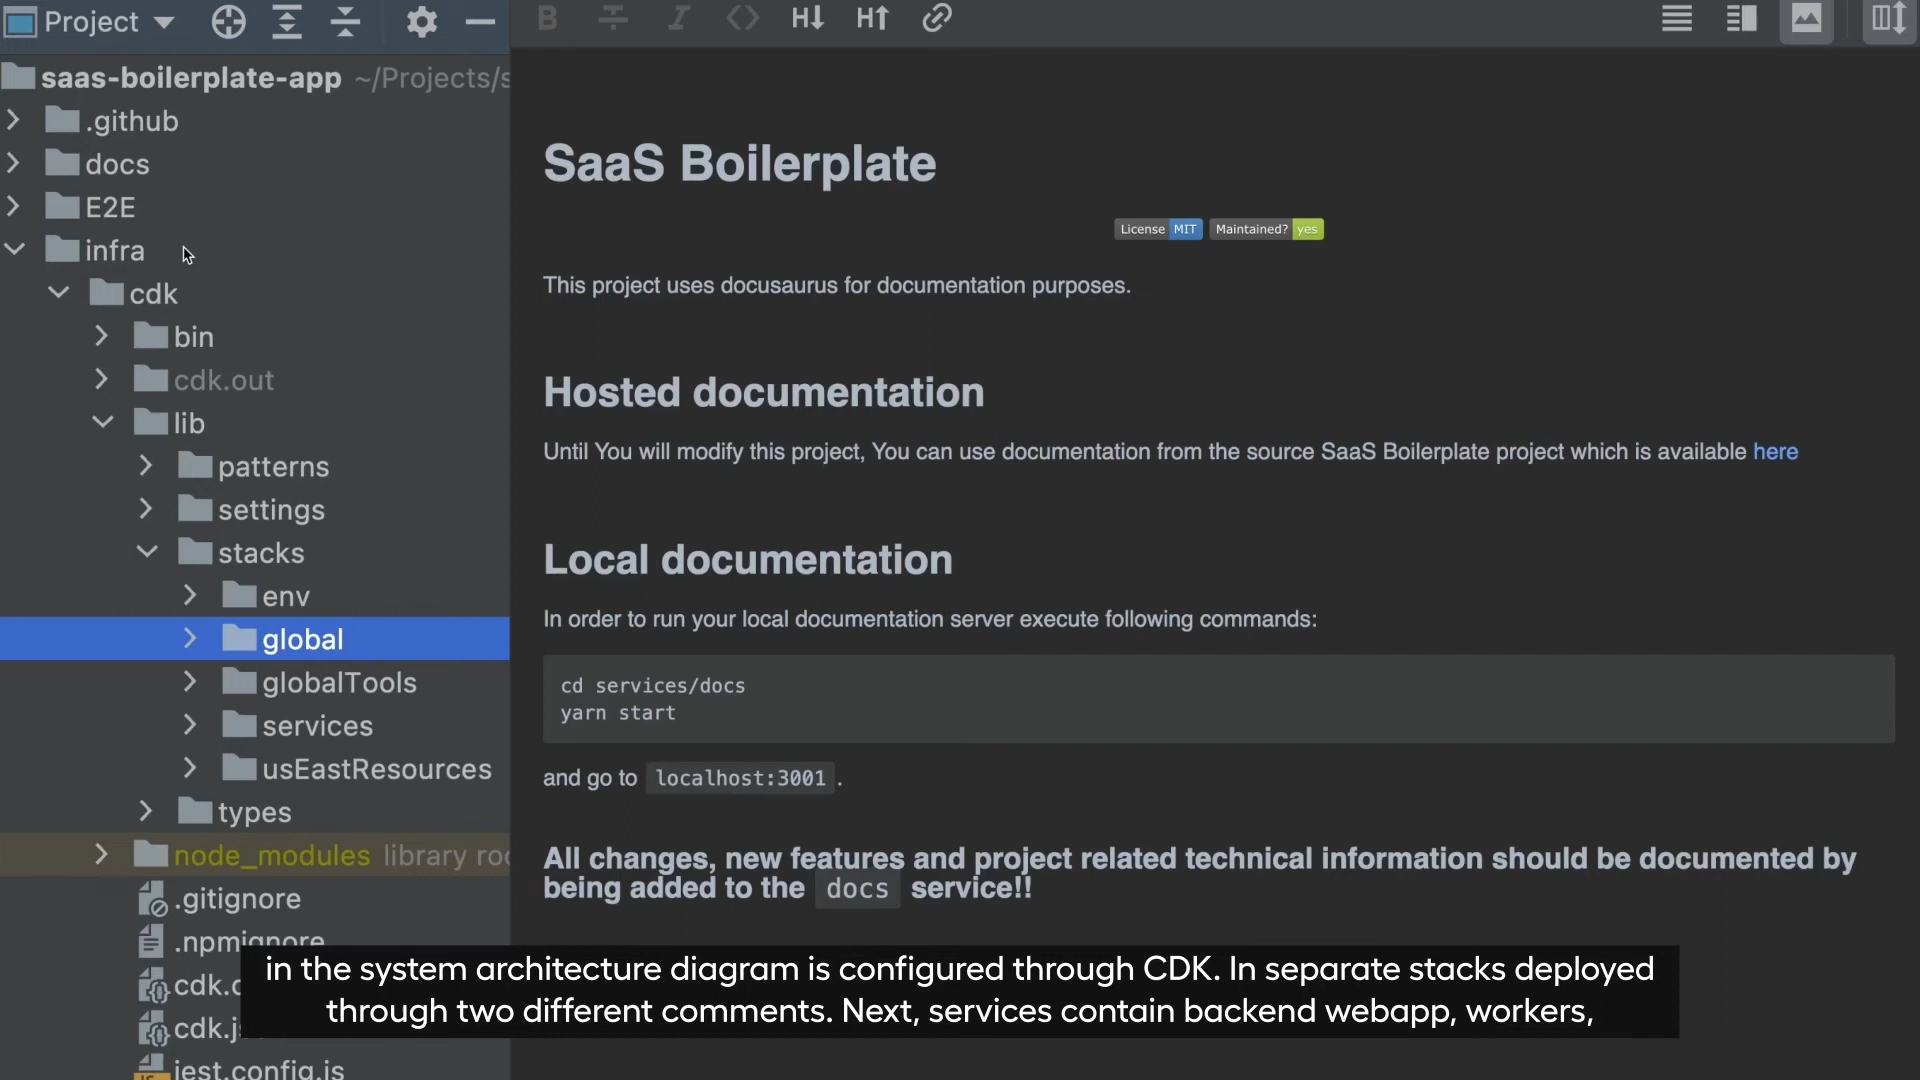 Project
saas-boilerplate-app ~/Projects/s
.github
docs
E2E
infra
cdk
bin
cdk.out
lib
patterns
settings
stacks
env
global
globalTools
services
usEastResources
types
node_modules library roo
.gitignore
.npmignore
cdk.c
cdk.js
jest.config.js
B I <> H↓ H↑
SaaS Boilerplate
License MIT Maintained? yes
This project uses docusaurus for documentation purposes.
Hosted documentation
Until You will modify this project, You can use documentation from the source SaaS Boilerplate project which is available here
Local documentation
In order to run your local documentation server execute following commands:
cd services/docs
yarn start
and go to localhost:3001 .
All changes, new features and project related technical information should be documented by
being added to the docs service!!
in the system architecture diagram is configured through CDK. In separate stacks deployed
through two different comments. Next, services contain backend webapp, workers,